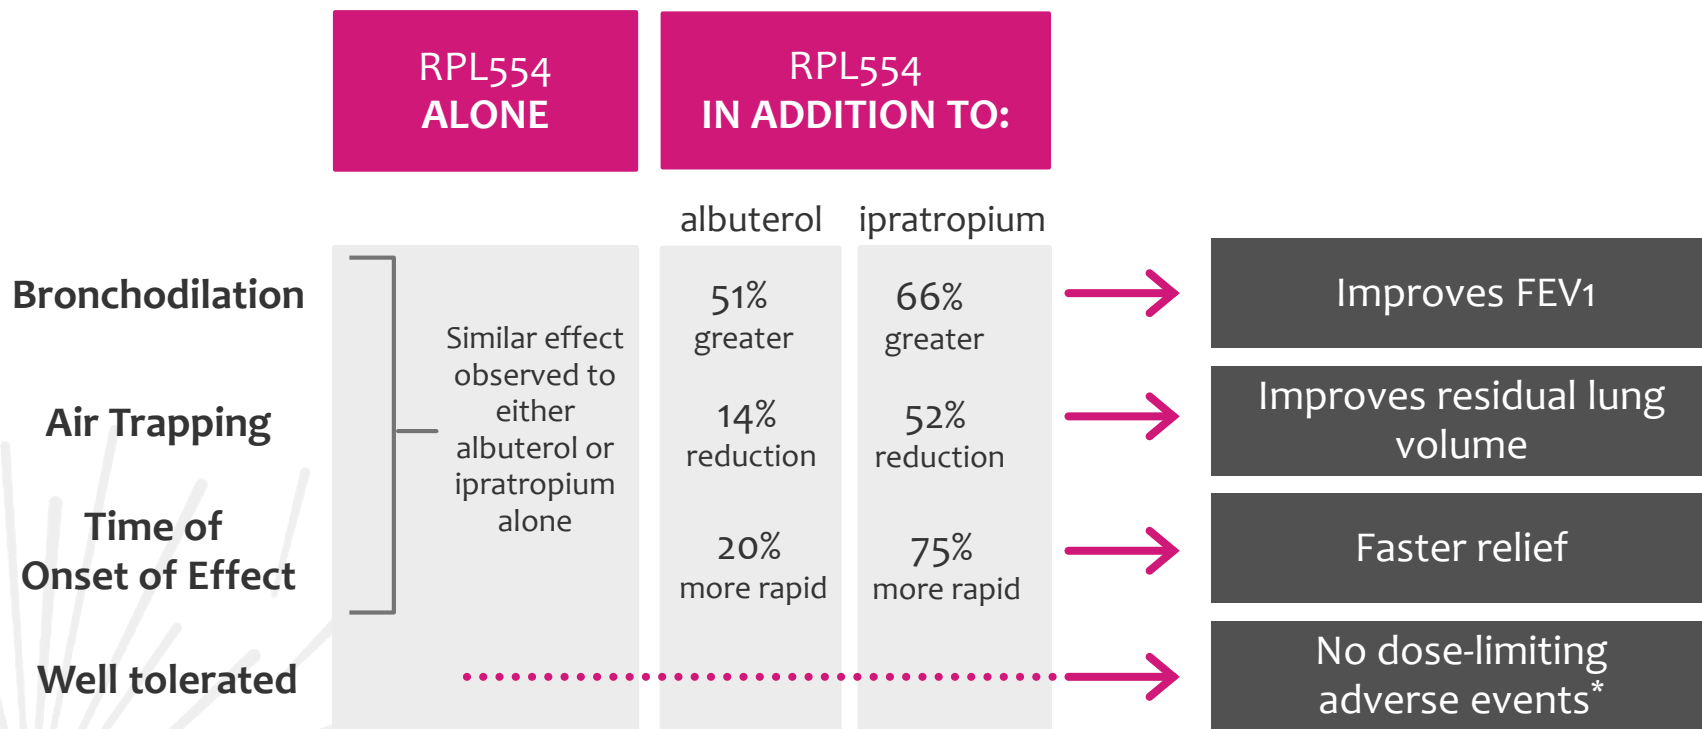 RPL554
ALONE
RPL554
IN ADDITION TO:
albuterol
ipratropium
Bronchodilation
Similar effect
observed to
either
albuterol or
ipratropium
alone
51%
greater
66%
greater
Improves FEV1
Air Trapping
14%
reduction
52%
reduction
Improves residual lung
volume
Time of
Onset of Effect
20%
more rapid
75%
more rapid
Faster relief
Well tolerated
No dose-limiting
adverse events*